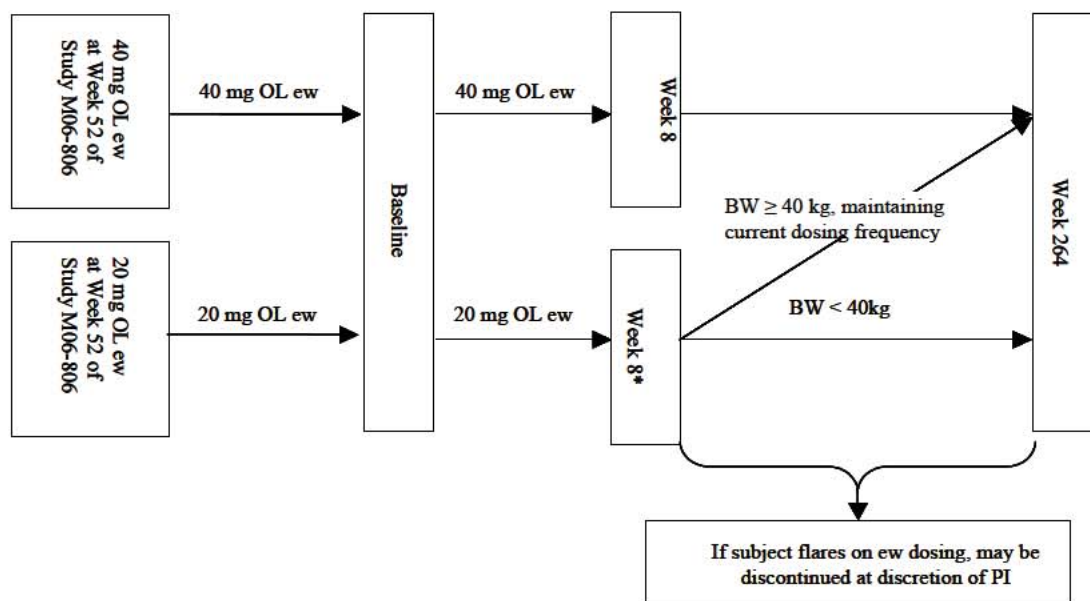 40 mg OL ew
at Week 52 of
Study M06-806
40 mg OL ew
40 mg OL ew
Week 8
Baseline
BW ≥ 40 kg, maintaining
current dosing frequency
Week 264
20 mg OL ew
at Week 52 of
Study M06-806
20 mg OL ew
20 mg OL ew
Week 8*
BW < 40kg
If subject flares on ew dosing, may be
discontinued at discretion of PI